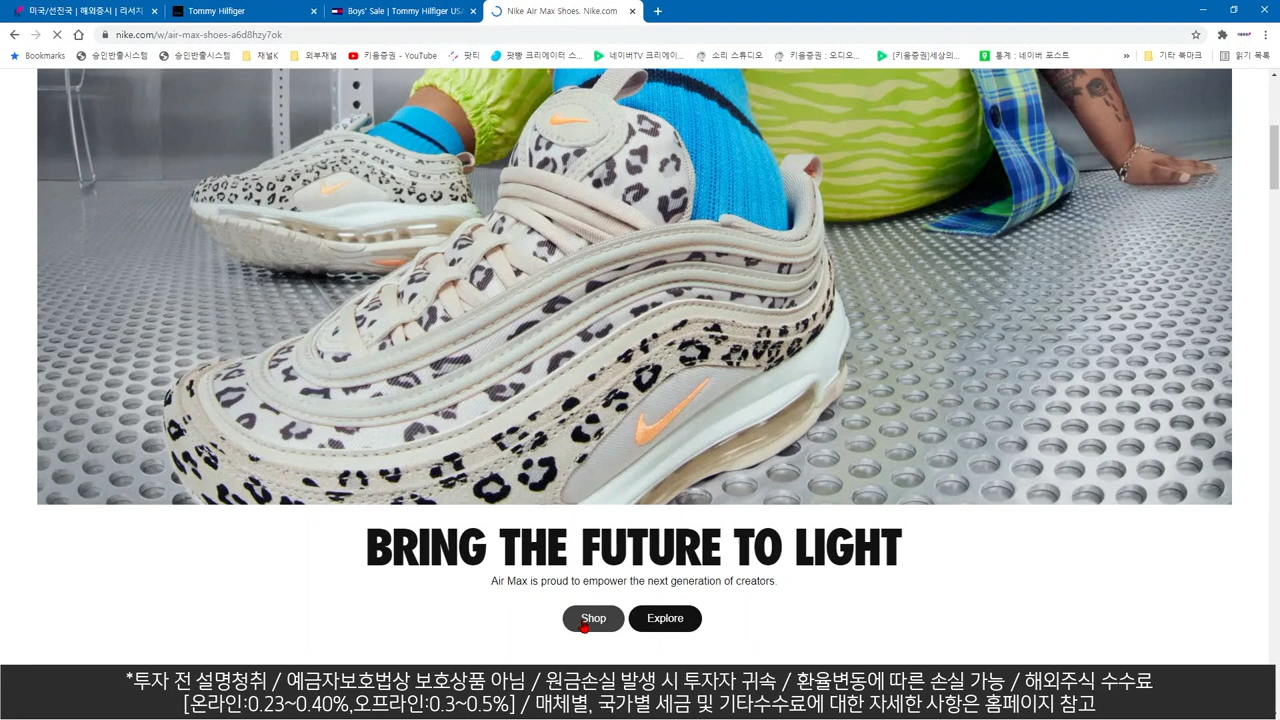 미국/선진국 | 해외증시 | 리서치
Tommy Hilfiger
Boys' Sale | Tommy Hilfiger USA
Nike Air Max Shoes. Nike.com
nike.com/w/air-max-shoes-a6d8hzy7ok
Bookmarks
승인반출시스템
승인반출시스템
채널K
외부채널
키움증권 - YouTube
팟티
팟빵 크리에이터 스...
네이버TV 크리에이...
소리 스튜디오
키움증권 : 오디오...
[키움증권]세상의...
통계 : 네이버 포스트
»
기타 북마크
읽기 목록
BRING THE FUTURE TO LIGHT
Air Max is proud to empower the next generation of creators.
Shop
Explore
*투자 전 설명청취 / 예금자보호법상 보호상품 아님 / 원금손실 발생 시 투자자 귀속 / 환율변동에 따른 손실 가능 / 해외주식 수수료
[온라인:0.23~0.40%,오프라인:0.3~0.5%] / 매체별, 국가별 세금 및 기타수수료에 대한 자세한 사항은 홈페이지 참고